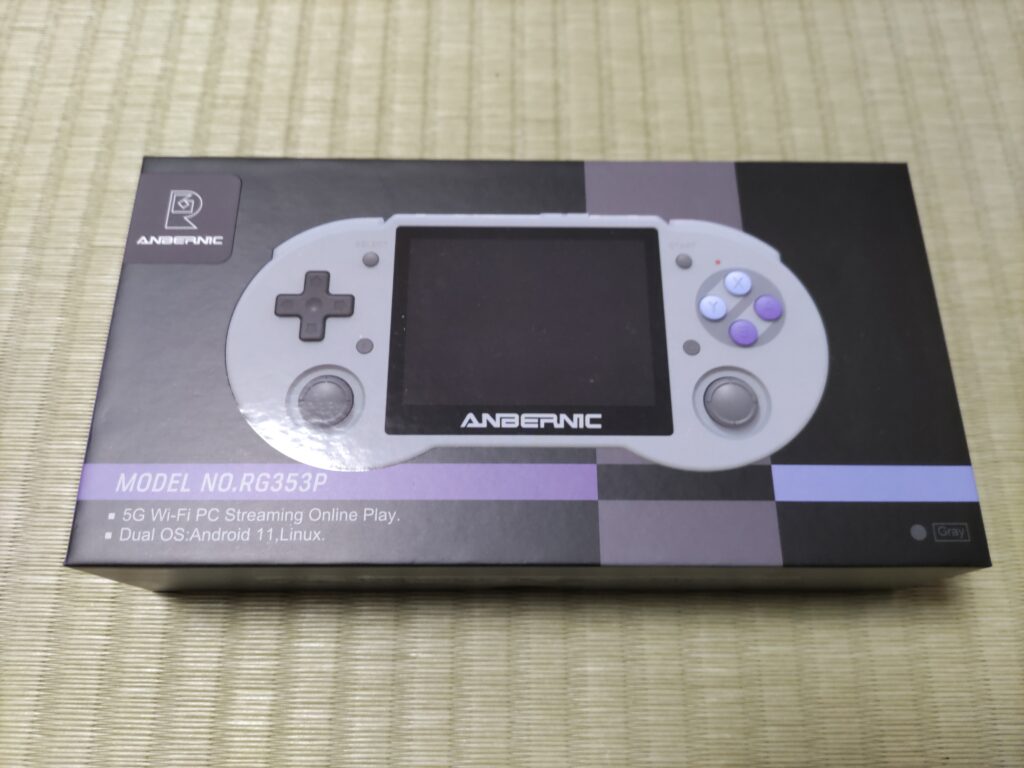 ANBERNIC
SELECT
START
X
Y
ANBERNIC
MODEL NO.RG353P
▪ 5G Wi-Fi PC Streaming Online Play.
▪ Dual OS:Android 11,Linux.
Gray